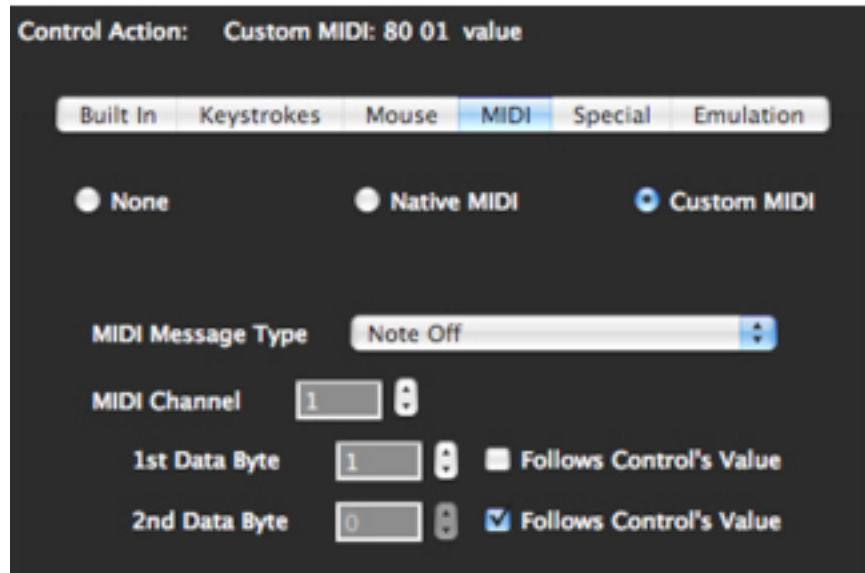 Control Action: Custom MIDI: 80 01 value
Built In Keystrokes Mouse MIDI Special Emulation
None Native MIDI Custom MIDI
MIDI Message Type Note Off
MIDI Channel 1
1st Data Byte 1 Follows Control's Value
2nd Data Byte 0 Follows Control's Value